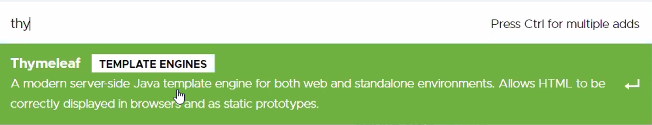 thy Press Ctrl for multiple adds
Thymeleaf TEMPLATE ENGINES
A modern server-side Java template engine for both web and standalone environments. Allows HTML to be
correctly displayed in browsers and as static prototypes.